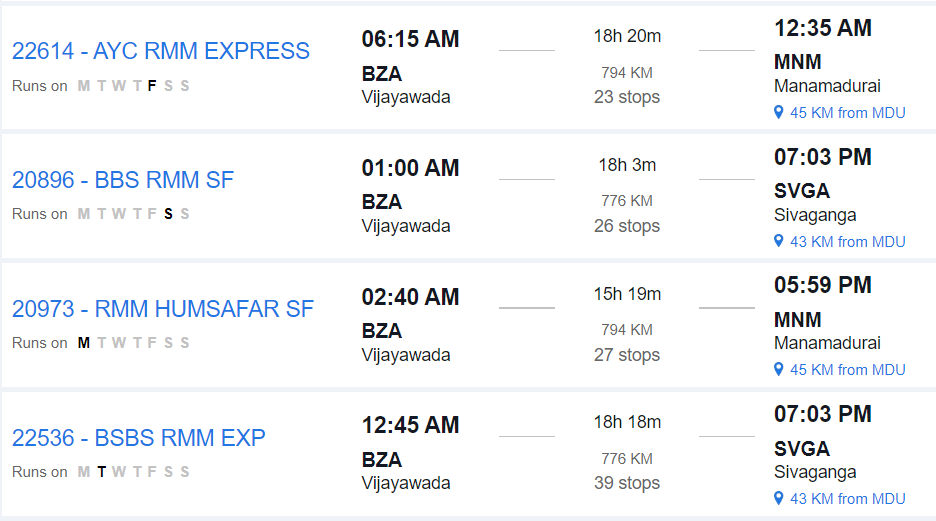 22614 - AYC RMM EXPRESS
Runs on M T W T F S S
06:15 AM
BZA
Vijayawada
18h 20m
794 KM
23 stops
12:35 AM
MNM
Manamadurai
45 KM from MDU
20896 - BBS RMM SF
Runs on M T W T F S S
01:00 AM
BZA
Vijayawada
18h 3m
776 KM
26 stops
07:03 PM
SVGA
Sivaganga
43 KM from MDU
20973 - RMM HUMSAFAR SF
Runs on M T W T F S S
02:40 AM
BZA
Vijayawada
15h 19m
794 KM
27 stops
05:59 PM
MNM
Manamadurai
45 KM from MDU
22536 - BSBS RMM EXP
Runs on M T W T F S S
12:45 AM
BZA
Vijayawada
18h 18m
776 KM
39 stops
07:03 PM
SVGA
Sivaganga
43 KM from MDU